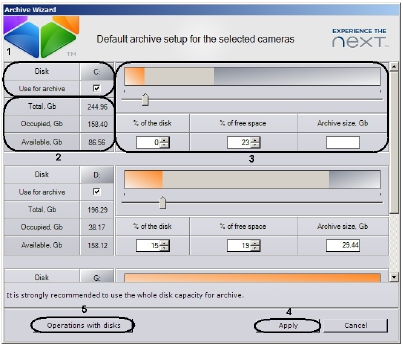 Archive Wizard
Default archive setup for the selected cameras
EXPERIENCE THE
next
TM
1
Disk C:
Use for archive
Total, Gb 244.96
Occupied, Gb 158.40
Available, Gb 86.56
% of the disk % of free space Archive size, Gb
0 23
2 3
Disk D:
Use for archive
Total, Gb 196.29
Occupied, Gb 38.17
Available, Gb 158.12
% of the disk % of free space Archive size, Gb
15 19 29,44
Disk G:
It is strongly recommended to use the whole disk capacity for archive.
5 4
Operations with disks Apply Cancel